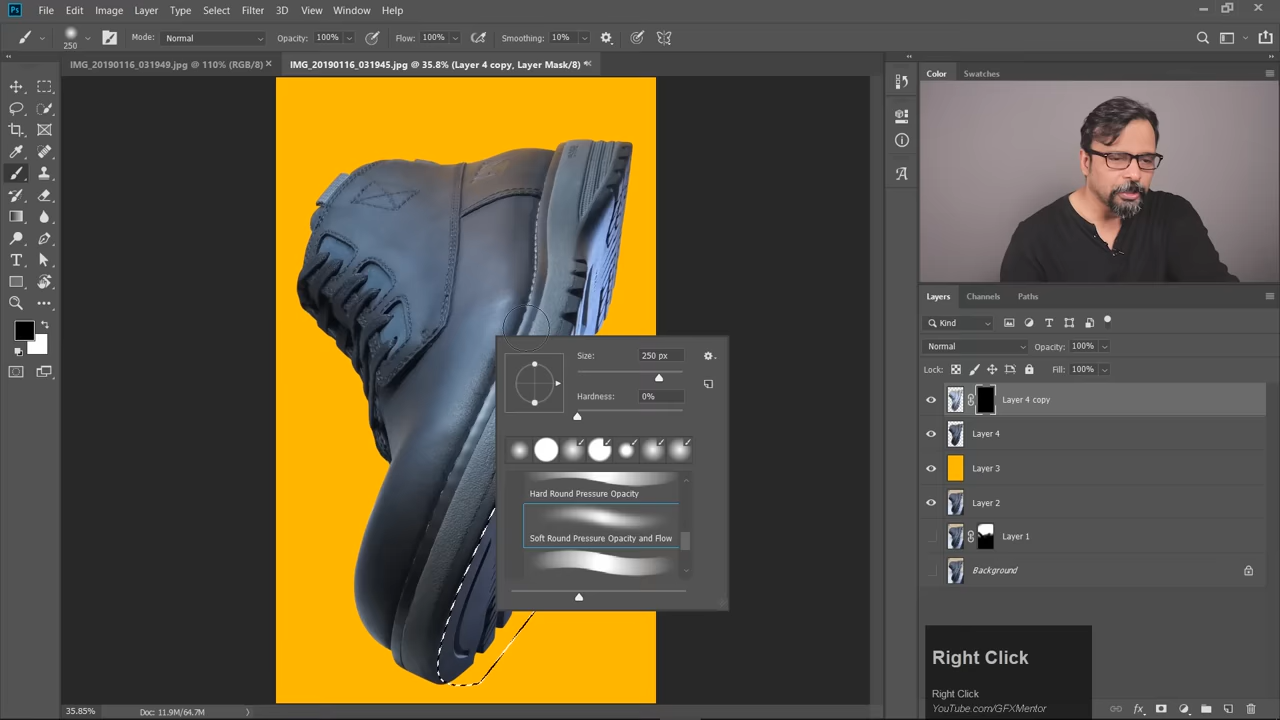 Ps File Edit Image Layer Type Select Filter 3D View Window Help
250 Mode: Normal Opacity: 100% Flow: 100% Smoothing: 10%
IMG_20190116_031949.jpg @ 110% (RGB/8) × IMG_20190116_031945.jpg @ 35.8% (Layer 4 copy, Layer Mask/8)
Color Swatches
Size: 250 px
Hardness: 0%
Hard Round Pressure Opacity
Soft Round Pressure Opacity and Flow
Layers Channels Paths
Kind
Normal Opacity: 100%
Lock: Fill: 100%
Layer 4 copy
Layer 4
Layer 3
Layer 2
Layer 1
Background
Right Click
Right Click
YouTube.com/GFXMentor
35.85% Doc: 11.9M/64.7M